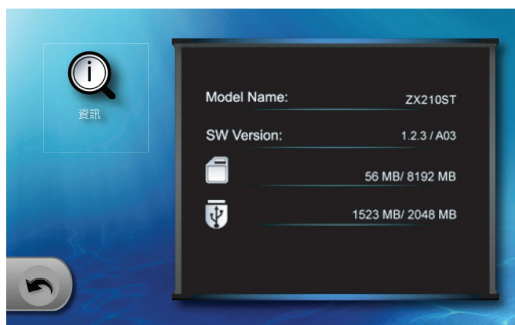 資訊
Model Name: ZX210ST
SW Version: 1.2.3 / A03
56 MB/ 8192 MB
1523 MB/ 2048 MB